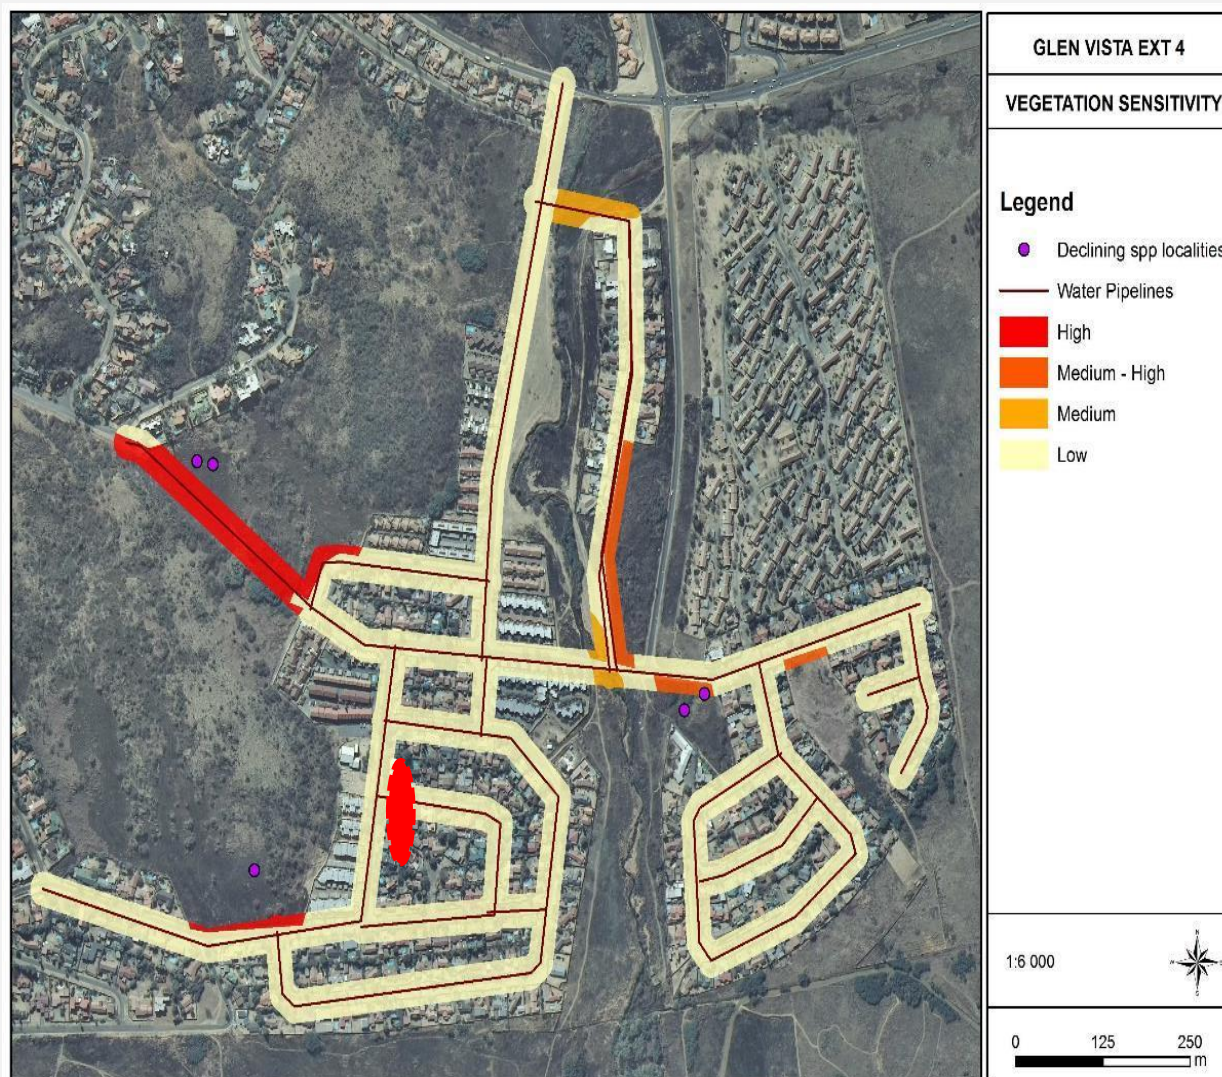 GLEN VISTA EXT 4
VEGETATION SENSITIVITY
Legend
Declining spp localities
Water Pipelines
High
Medium - High
Medium
Low
1:6 000
N
S
0 125 250
m